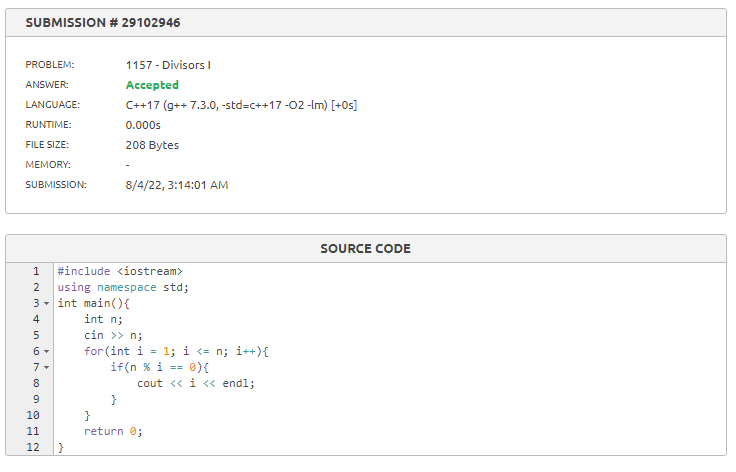 SUBMISSION # 29102946
PROBLEM: 1157 - Divisors I
ANSWER: Accepted
LANGUAGE: C++17 (g++ 7.3.0, -std=c++17 -O2 -lm) [+0s]
RUNTIME: 0.000s
FILE SIZE: 208 Bytes
MEMORY: -
SUBMISSION: 8/4/22, 3:14:01 AM
SOURCE CODE
1 #include <iostream>
2 using namespace std;
3 int main(){
4     int n;
5     cin >> n;
6     for(int i = 1; i <= n; i++){
7         if(n % i == 0){
8             cout << i << endl;
9         }
10     }
11     return 0;
12 }